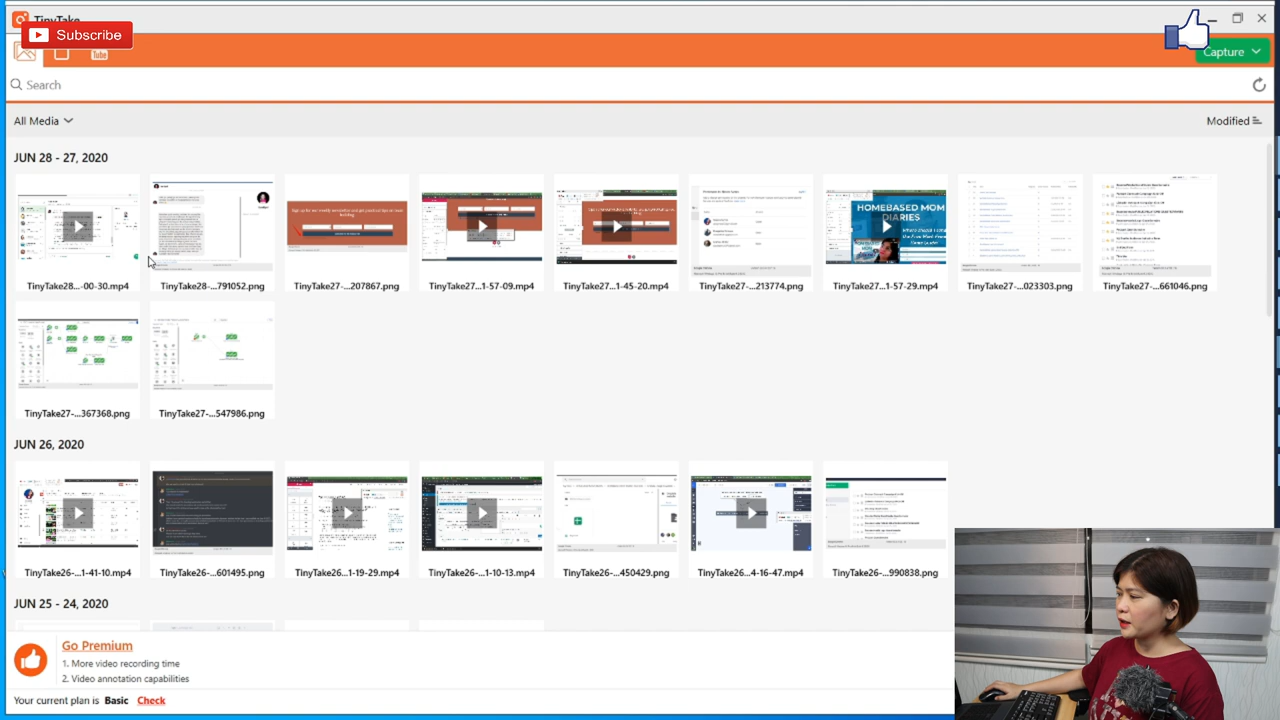 TinyTake
Subscribe
Tube
Capture
Search
All Media
Modified
JUN 28 - 27, 2020
HOMEBASED MOM
DIARIES
TinyTake28...-00-30.mp4
TinyTake28-...791052.png
TinyTake27-...207867.png
TinyTake27...1-57-09.mp4
TinyTake27...1-45-20.mp4
TinyTake27-...213774.png
TinyTake27...1-57-29.mp4
TinyTake27-...023303.png
TinyTake27-...661046.png
TinyTake27-...367368.png
TinyTake27-...547986.png
JUN 26, 2020
TinyTake26...1-41-10.mp4
TinyTake26-...601495.png
TinyTake26...1-19-29.mp4
TinyTake26...1-10-13.mp4
TinyTake26-...450429.png
TinyTake26...4-16-47.mp4
TinyTake26-...990838.png
JUN 25 - 24, 2020
Go Premium
1. More video recording time
2. Video annotation capabilities
Your current plan is Basic Check